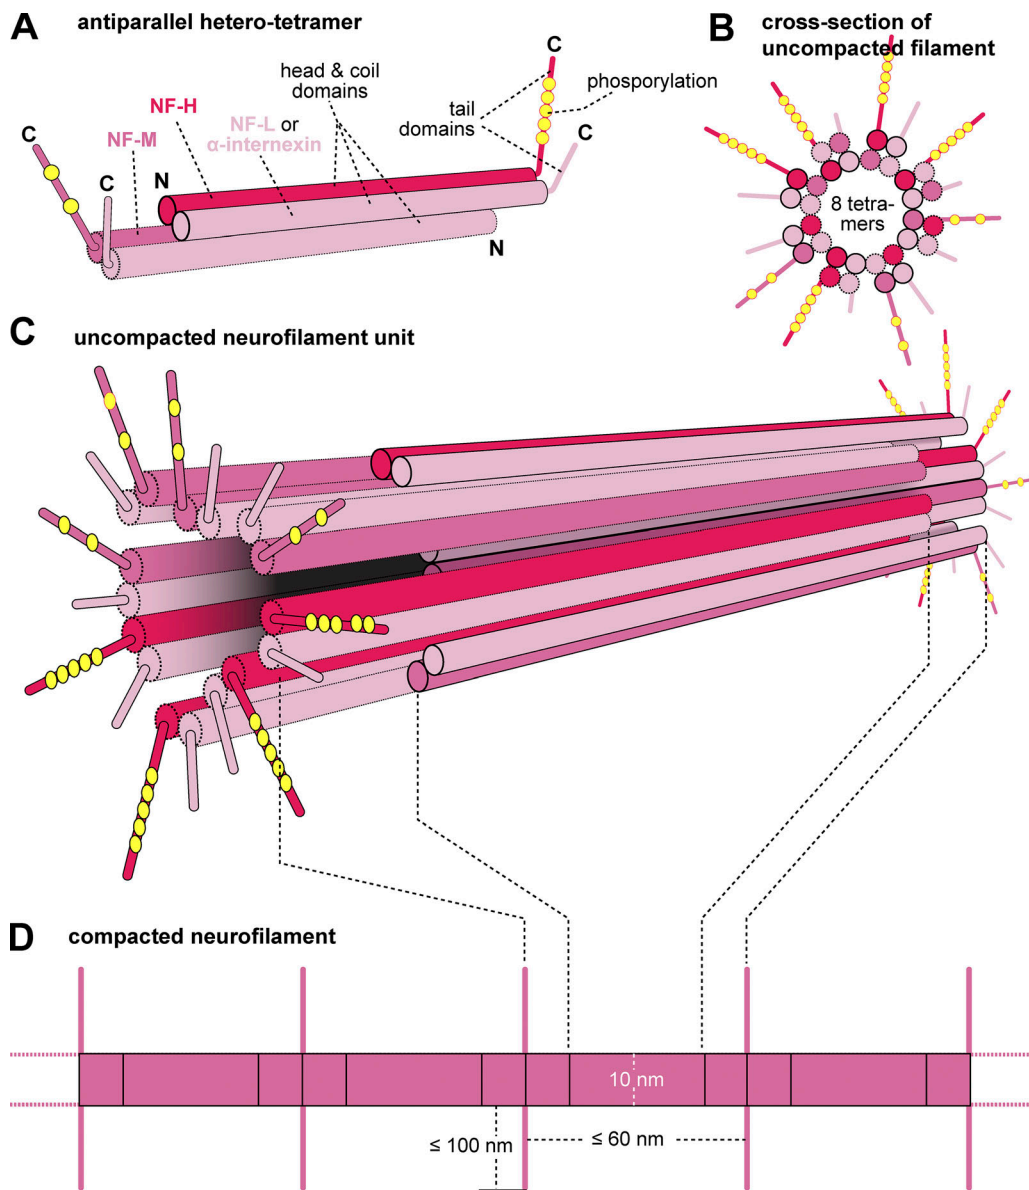 A antiparallel hetero-tetramer
C
head & coil
domains
phosporylation
NF-H
tail
domains
C
NF-L or
α-internexin
C
NF-M
C
N
N
B cross-section of
uncompacted filament
8 tetra-
mers
C uncompacted neurofilament unit
D compacted neurofilament
10 nm
≤ 100 nm
≤ 60 nm